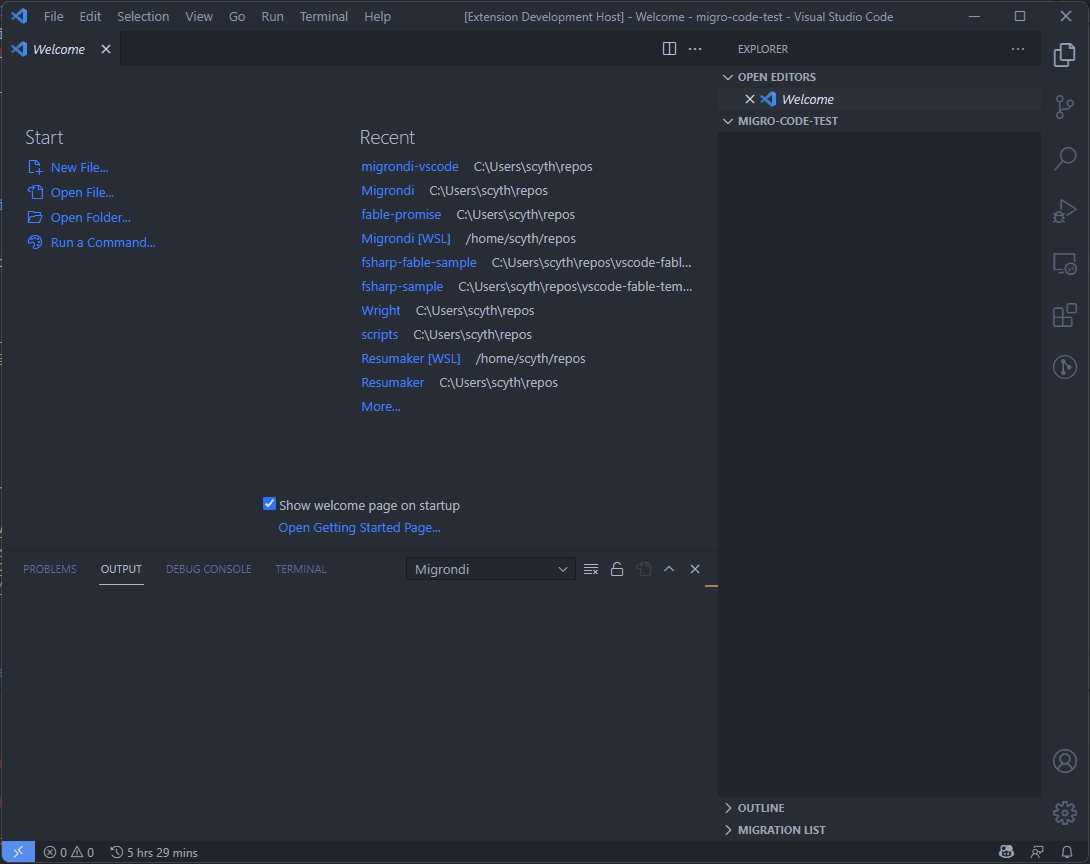 File Edit Selection View Go Run Terminal Help [Extension Development Host] - Welcome - migro-code-test - Visual Studio Code
Welcome
Start
New File...
Open File...
Open Folder...
Run a Command...
Recent
migrondi-vscode C:\Users\scyth\repos
Migrondi C:\Users\scyth\repos
fable-promise C:\Users\scyth\repos
Migrondi [WSL] /home/scyth/repos
fsharp-fable-sample C:\Users\scyth\repos\vscode-fabl...
fsharp-sample C:\Users\scyth\repos\vscode-fable-tem...
Wright C:\Users\scyth\repos
scripts C:\Users\scyth\repos
Resumaker [WSL] /home/scyth/repos
Resumaker C:\Users\scyth\repos
More...
Show welcome page on startup
Open Getting Started Page...
PROBLEMS OUTPUT DEBUG CONSOLE TERMINAL Migrondi
EXPLORER
OPEN EDITORS
Welcome
MIGRO-CODE-TEST
OUTLINE
MIGRATION LIST
0 0 5 hrs 29 mins